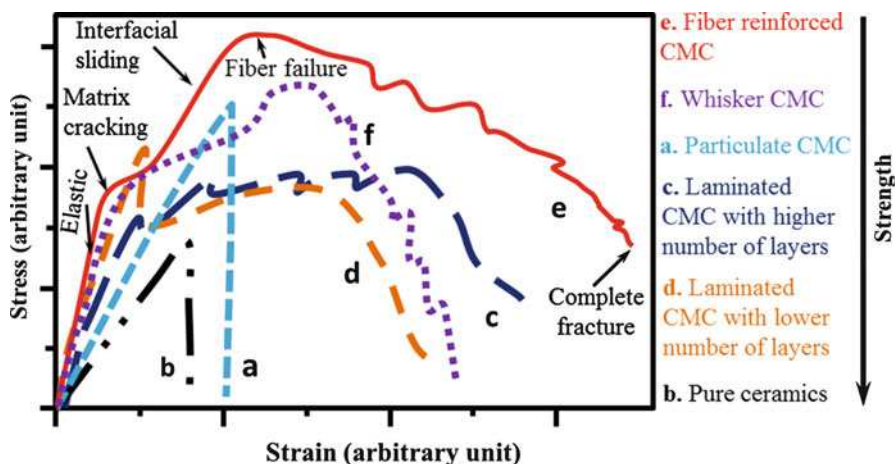 Interfacial
sliding
Fiber failure
Matrix
cracking
Elastic
f
e
d
c
b
a
Complete
fracture
Stress (arbitrary unit)
Strain (arbitrary unit)
e. Fiber reinforced
CMC
f. Whisker CMC
a. Particulate CMC
c. Laminated
CMC with higher
number of layers
d. Laminated
CMC with lower
number of layers
b. Pure ceramics
Strength